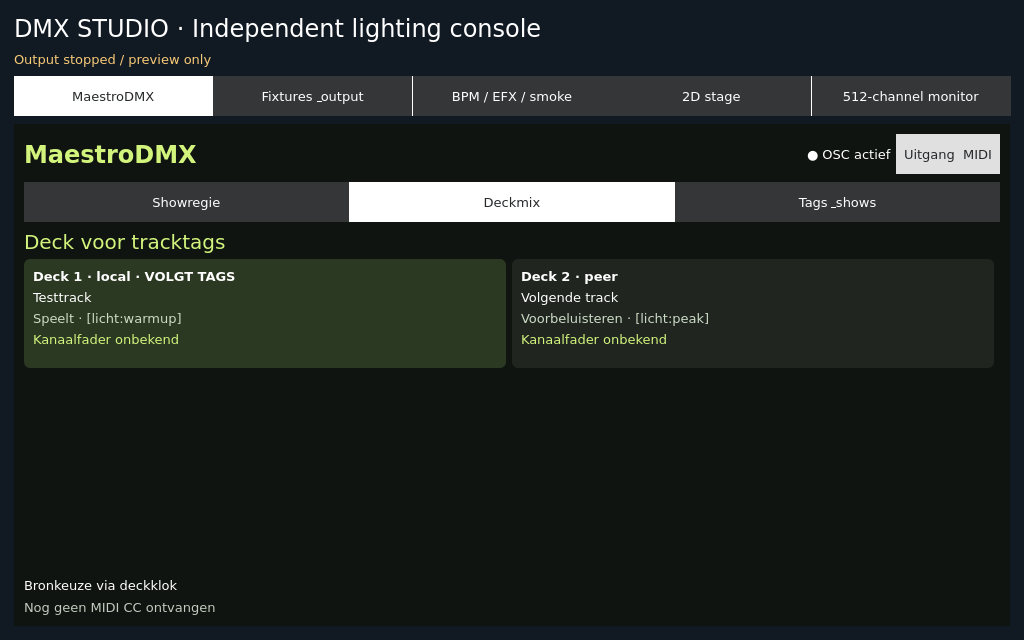 DMX STUDIO · Independent lighting console
Output stopped / preview only
MaestroDMX
Fixtures _output
BPM / EFX / smoke
2D stage
512-channel monitor
MaestroDMX
● OSC actief
Uitgang MIDI
Showregie
Deckmix
Tags _shows
Deck voor tracktags
Deck 1 · local · VOLGT TAGS
Testtrack
Speelt · [licht:warmup]
Kanaalfader onbekend
Deck 2 · peer
Volgende track
Voorbeluisteren · [licht:peak]
Kanaalfader onbekend
Bronkeuze via deckklok
Nog geen MIDI CC ontvangen